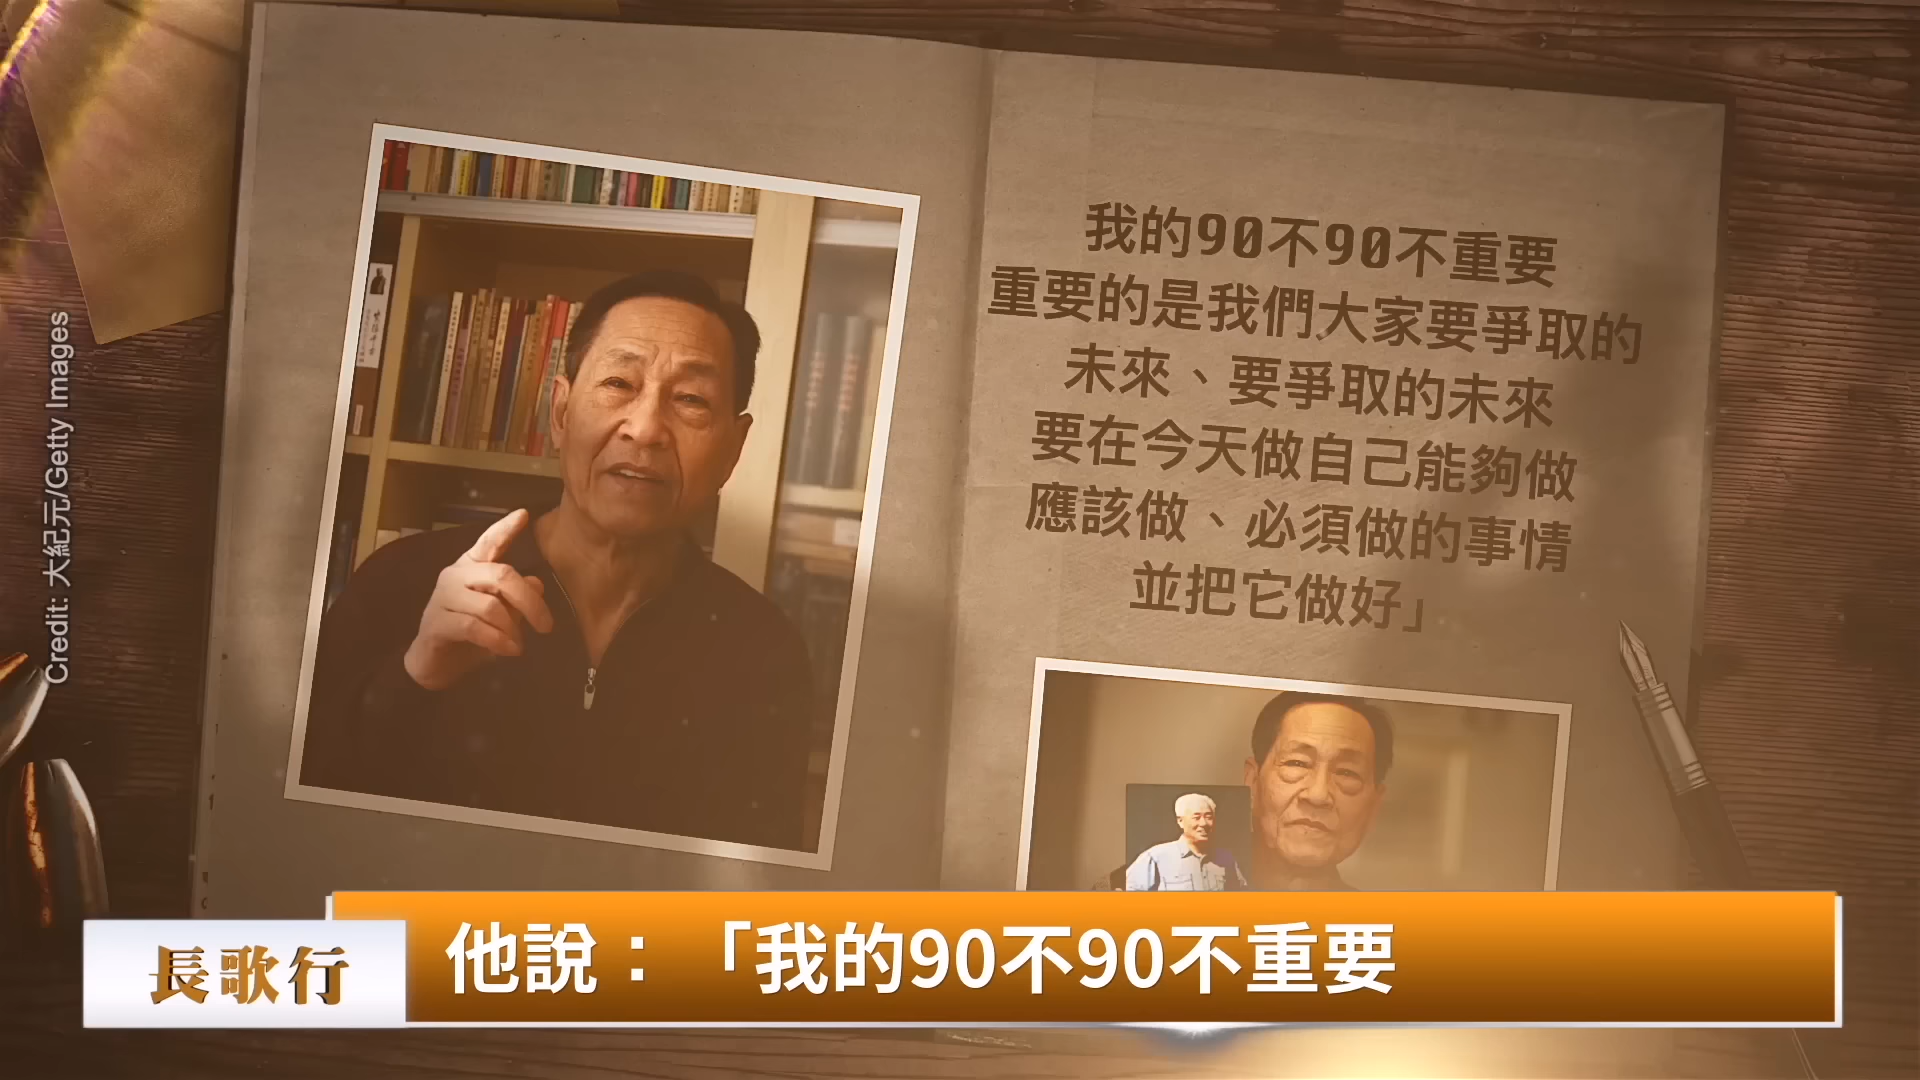 我的90不90不重要
重要的是我們大家要爭取的
未來、要爭取的未來
要在今天做自己能夠做
應該做、必須做的事情
並把它做好」
Credit: 大紀元/Getty Images
長歌行
他說：「我的90不90不重要